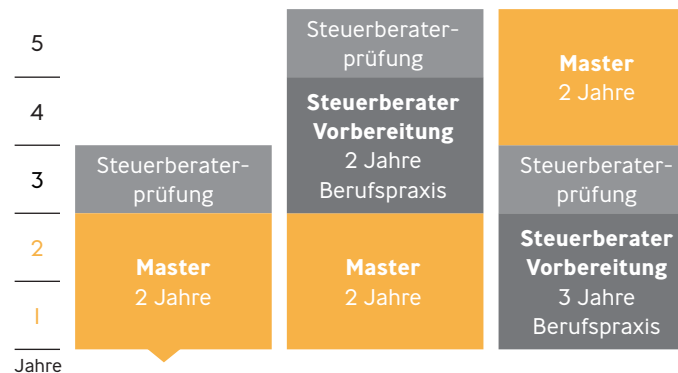 5
4
3
2
1
Jahre
Steuerberater-
prüfung
Master
2 Jahre
Steuerberater-
prüfung
Steuerberater
Vorbereitung
2 Jahre
Berufspraxis
Master
2 Jahre
Master
2 Jahre
Steuerberater-
prüfung
Steuerberater
Vorbereitung
3 Jahre
Berufspraxis